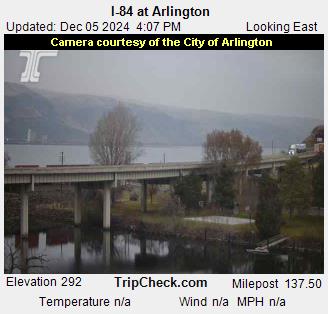 I-84 at Arlington
Updated: Dec 05 2024 4:07 PM Looking East
Camera courtesy of the City of Arlington
Elevation 292 TripCheck.com Milepost 137.50
Temperature n/a Wind n/a MPH n/a